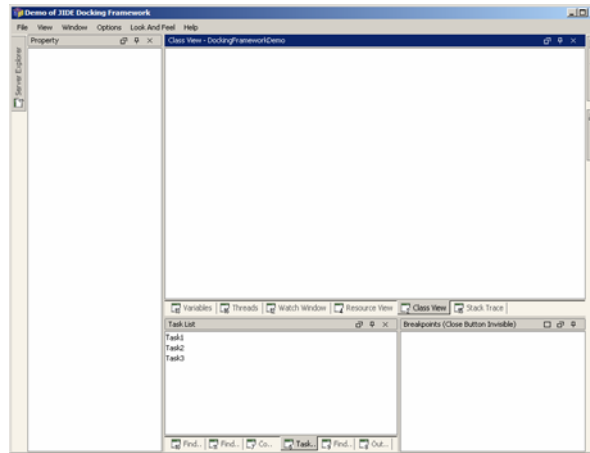 Demo of JIDE Docking Framework
File View Window Options Look And Feel Help
Server Explorer
Property
Class View - DockingFrameworkDemo
Variables Threads Watch Window Resource View Class View Stack Trace
Task List
Breakpoints (Close Button Invisible)
Task1
Task2
Task3
Find... Find... Co... Task... Find... Out...